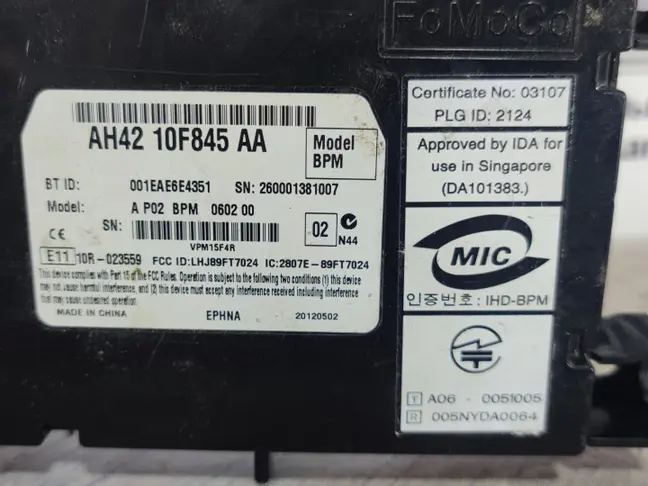 FoMoCo
AH42 10F845 AA
Model
BPM
BT ID: 001EAE6E4351 SN: 260001381007
Model: A P02 BPM 0602 00
SN:
VPM15F4R
02
N44
CE
E11 10R-023559 FCC ID:LHJ89FT7024 IC:2807E-89FT7024
This device complies with Part 15 of the FCC Rules. Operation is subject to the following two conditions (1) this device may
not cause harmful interference, and (2) this device must accept any interference received including interference
that may cause undesired operation.
MADE IN CHINA EPHNA 20120502
Certificate No: 03107
PLG ID: 2124
Approved by IDA for
use in Singapore
(DA101383.)
MIC
인증번호: IHD-BPM
T A06 - 0051005
R 005NYDA0064